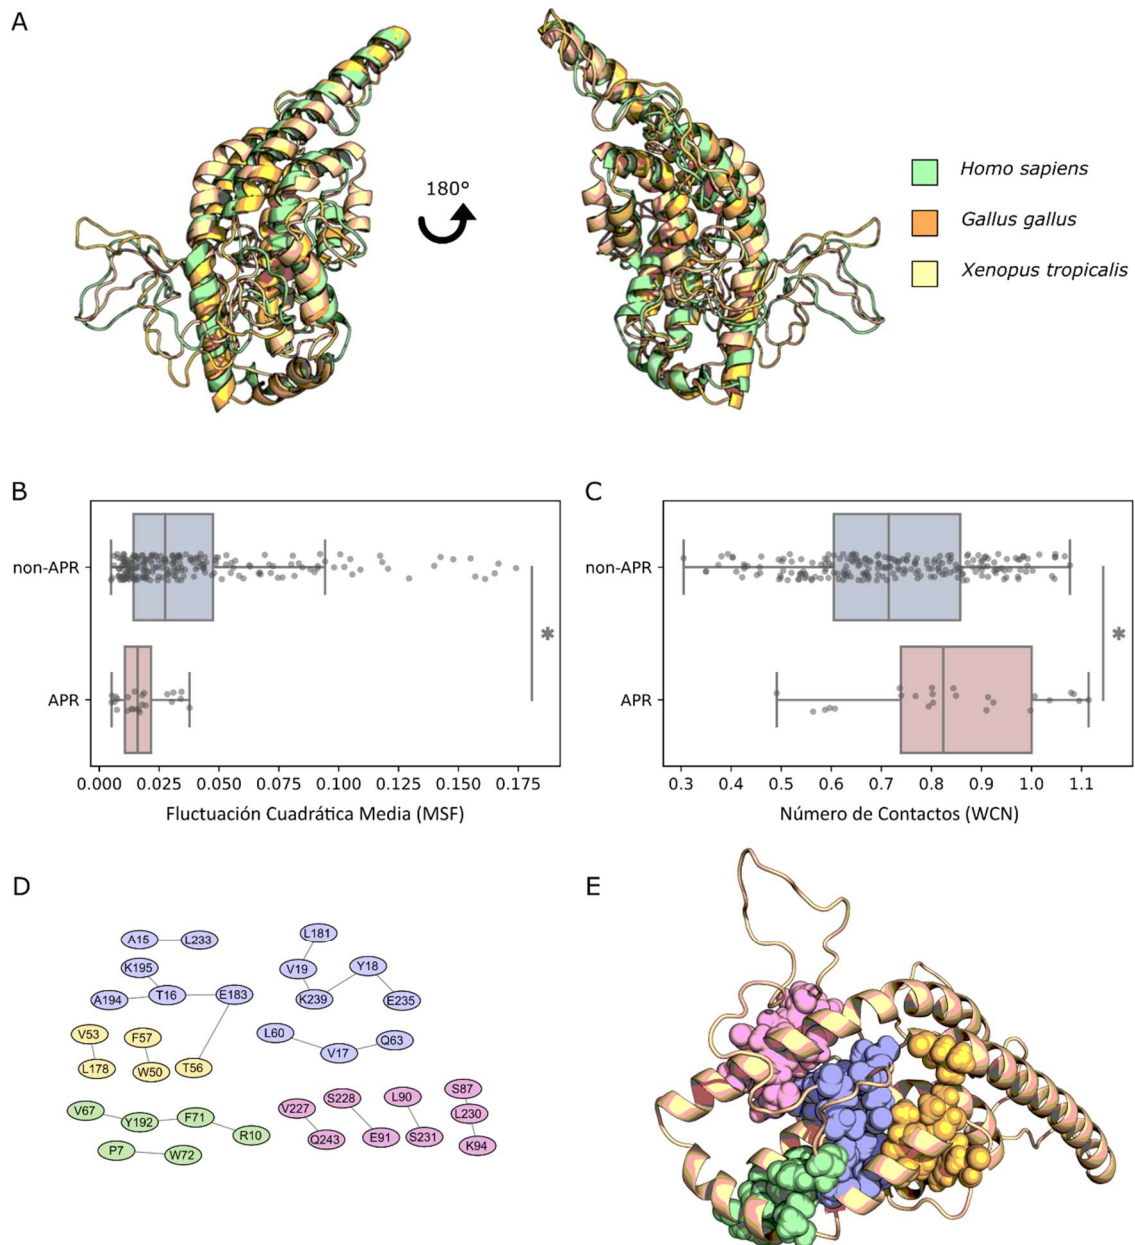 A
180°
Homo sapiens
Gallus gallus
Xenopus tropicalis
B
non-APR
APR
*
0.000 0.025 0.050 0.075 0.100 0.125 0.150 0.175
Fluctuación Cuadrática Media (MSF)
C
non-APR
APR
*
0.3 0.4 0.5 0.6 0.7 0.8 0.9 1.0 1.1
Número de Contactos (WCN)
D
A15 L233
K195
A194 T16 E183
V53 F57
L178 W50 T56
V67 Y192 F71 R10
P7 W72
L181
V19 Y18
K239 E235
L60 V17 Q63
V227 S228 L90 S87
Q243 E91 S231 L230
K94
E